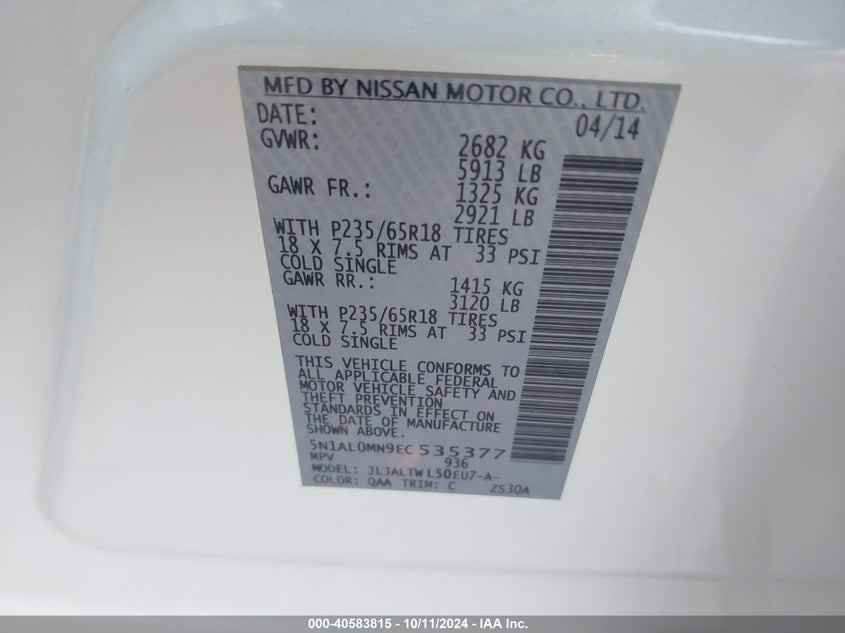 MFD BY NISSAN MOTOR CO., LTD.
DATE: 04/14
GVWR: 2682 KG
5913 LB
GAWR FR.: 1325 KG
2921 LB
WITH P235/65R18 TIRES
18 X 7.5 RIMS AT 33 PSI
COLD SINGLE
GAWR RR.: 1415 KG
3120 LB
WITH P235/65R18 TIRES
18 X 7.5 RIMS AT 33 PSI
COLD SINGLE
THIS VEHICLE CONFORMS TO
ALL APPLICABLE FEDERAL
MOTOR VEHICLE SAFETY AND
THEFT PREVENTION
STANDARDS IN EFFECT ON
THE DATE OF MANUFACTURE
SHOWN ABOVE.
5N1AL0MN9EC535377
MPV 936
MODEL: JLJALTWL50EU7-A-
COLOR: QAA TRIM: C ZS30A
000-40583815 - 10/11/2024 - IAA Inc.